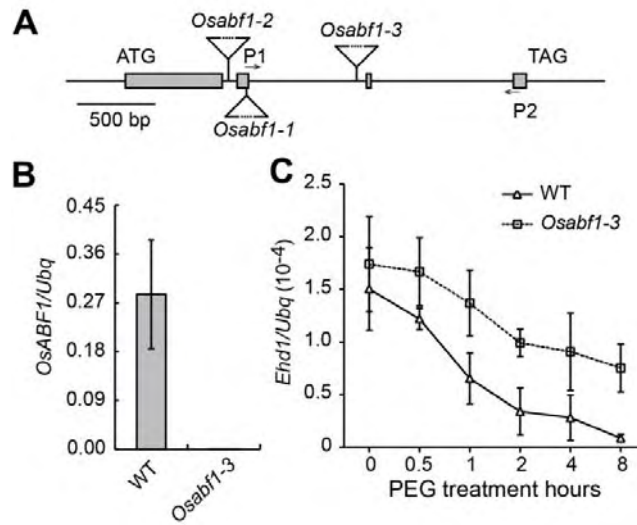 A
Osabf1-2
Osabf1-3
ATG
P1
TAG
500 bp
Osabf1-1
P2
B
OsABF1/Ubq
0.45
0.36
0.27
0.18
0.09
0.00
WT
Osabf1-3
C
Ehd1/Ubq (10-4)
2.5
2.0
1.5
1.0
0.5
0
WT
Osabf1-3
0 0.5 1 2 4 8
PEG treatment hours